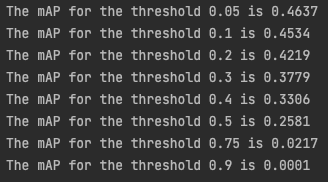 The mAP for the threshold 0.05 is 0.4637
The mAP for the threshold 0.1 is 0.4534
The mAP for the threshold 0.2 is 0.4219
The mAP for the threshold 0.3 is 0.3779
The mAP for the threshold 0.4 is 0.3306
The mAP for the threshold 0.5 is 0.2581
The mAP for the threshold 0.75 is 0.0217
The mAP for the threshold 0.9 is 0.0001